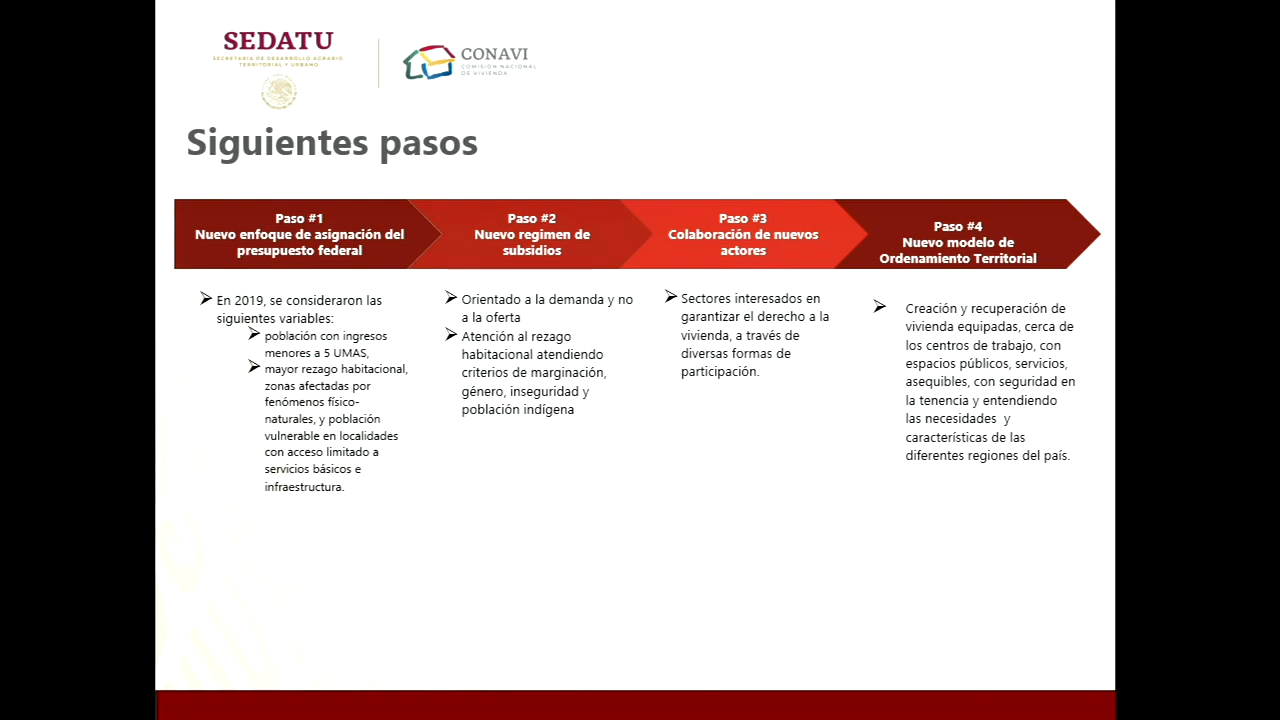 SEDATU
SECRETARÍA DE DESARROLLO AGRARIO
TERRITORIAL Y URBANO
CONAVI
COMISIÓN NACIONAL
DE VIVIENDA
Siguientes pasos
Paso #1
Nuevo enfoque de asignación del
presupuesto federal
Paso #2
Nuevo regimen de
subsidios
Paso #3
Colaboración de nuevos
actores
Paso #4
Nuevo modelo de
Ordenamiento Territorial
En 2019, se consideraron las
siguientes variables:
población con ingresos
menores a 5 UMAS,
mayor rezago habitacional,
zonas afectadas por
fenómenos físico-
naturales, y población
vulnerable en localidades
con acceso limitado a
servicios básicos e
infraestructura.
Orientado a la demanda y no
a la oferta
Atención al rezago
habitacional atendiendo
criterios de marginación,
género, inseguridad y
población indígena
Sectores interesados en
garantizar el derecho a la
vivienda, a través de
diversas formas de
participación.
Creación y recuperación de
vivienda equipadas, cerca de
los centros de trabajo, con
espacios públicos, servicios,
asequibles, con seguridad en
la tenencia y entendiendo
las necesidades y
características de las
diferentes regiones del país.